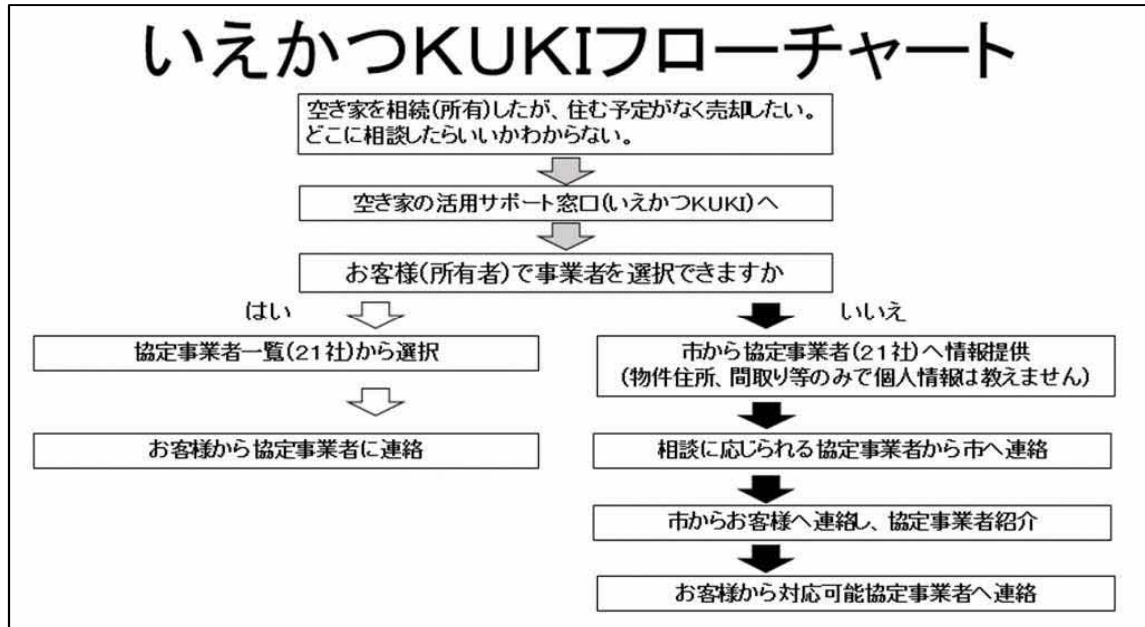 いえかつKUKIフローチャート
空き家を相続(所有)したが、住む予定がなく売却したい。
どこに相談したらいいかわからない。
空き家の活用サポート窓口(いえかつKUKI)へ
お客様(所有者)で事業者を選択できますか
はい
いいえ
協定事業者一覧(21社)から選択
お客様から協定事業者に連絡
市から協定事業者(21社)へ情報提供
(物件住所、間取り等のみで個人情報は教えません)
相談に応じられる協定事業者から市へ連絡
市からお客様へ連絡し、協定事業者紹介
お客様から対応可能協定事業者へ連絡